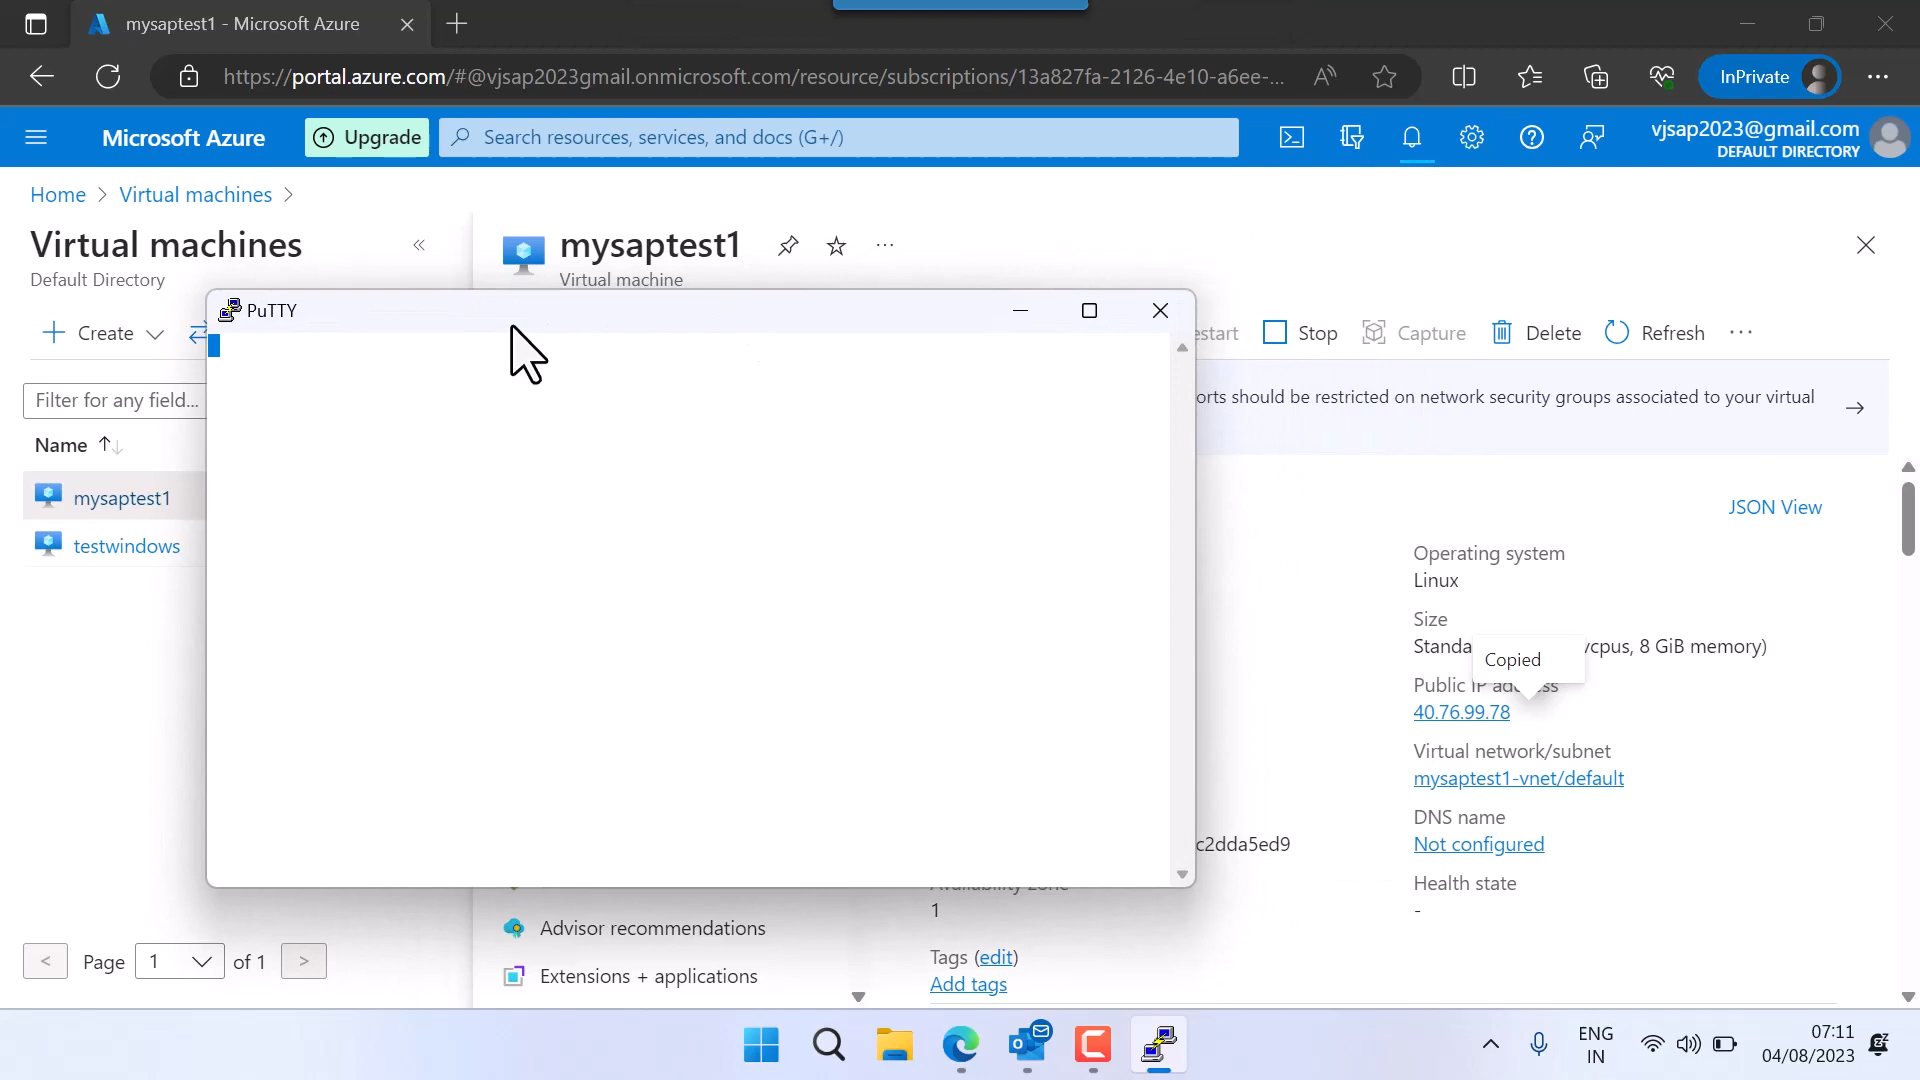 mysaptest1 - Microsoft Azure
https://portal.azure.com/#@vjsap2023gmail.onmicrosoft.com/resource/subscriptions/13a827fa-2126-4e10-a6ee-...
InPrivate
Microsoft Azure
Upgrade
Search resources, services, and docs (G+/)
vjsap2023@gmail.com
DEFAULT DIRECTORY
Home > Virtual machines >
Virtual machines
Default Directory
mysaptest1
Virtual machine
Create
Stop
Capture
Delete
Refresh
PuTTY
Filter for any field...
should be restricted on network security groups associated to your virtual
Name
mysaptest1
testwindows
JSON View
Operating system
Linux
Size
8 GiB memory)
Copied
Public IP address
40.76.99.78
Virtual network/subnet
mysaptest1-vnet/default
DNS name
Not configured
c2dda5ed9
Health state
-
Availability zone
1
Advisor recommendations
Tags (edit)
Add tags
Extensions + applications
< Page 1 of 1 >
ENG
IN
07:11
04/08/2023